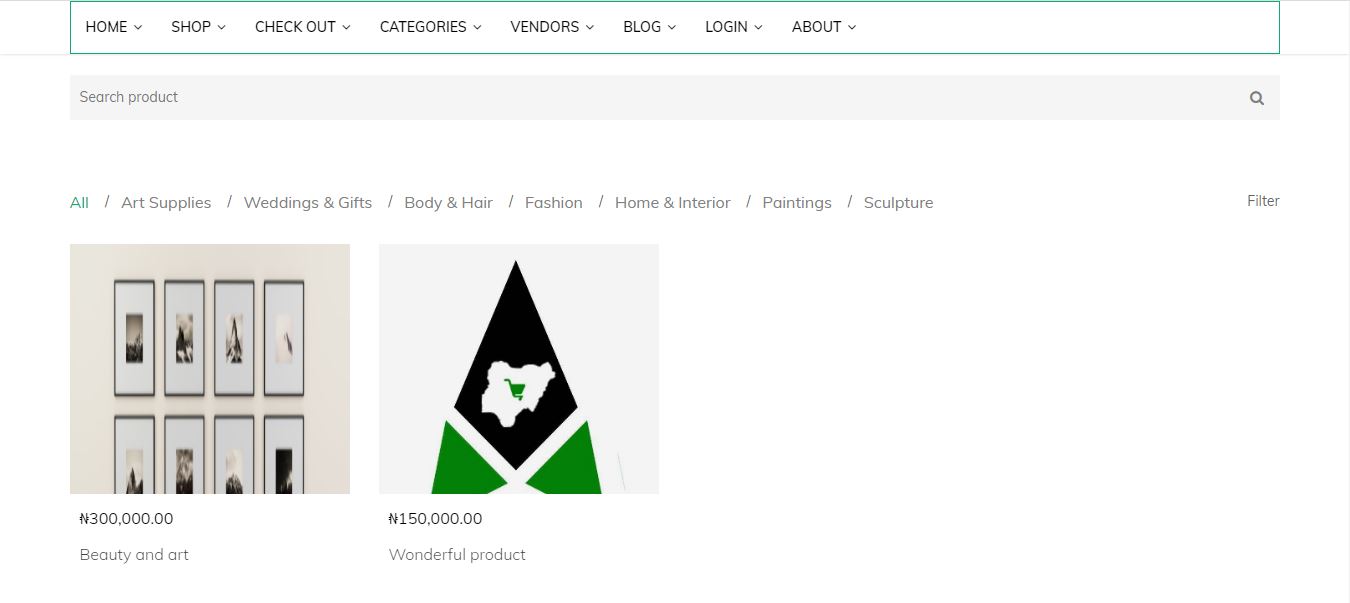 HOME SHOP CHECK OUT CATEGORIES VENDORS BLOG LOGIN ABOUT
Search product
All / Art Supplies / Weddings & Gifts / Body & Hair / Fashion / Home & Interior / Paintings / Sculpture Filter
₦300,000.00 ₦150,000.00
Beauty and art Wonderful product